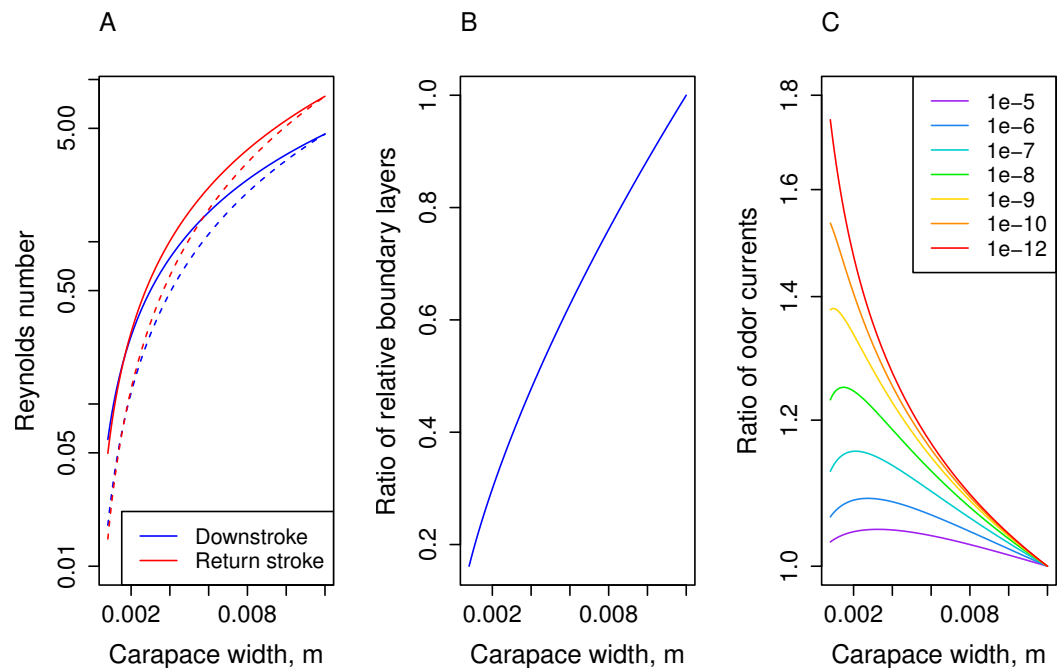 A
Reynolds number
5.00
0.50
0.05
0.01
Downstroke
Return stroke
0.002
0.008
Carapace width, m
B
Ratio of relative boundary layers
1.0
0.8
0.6
0.4
0.2
0.002
0.008
Carapace width, m
C
Ratio of odor currents
1.8
1.6
1.4
1.2
1.0
1e−5
1e−6
1e−7
1e−8
1e−9
1e−10
1e−12
0.002
0.008
Carapace width, m